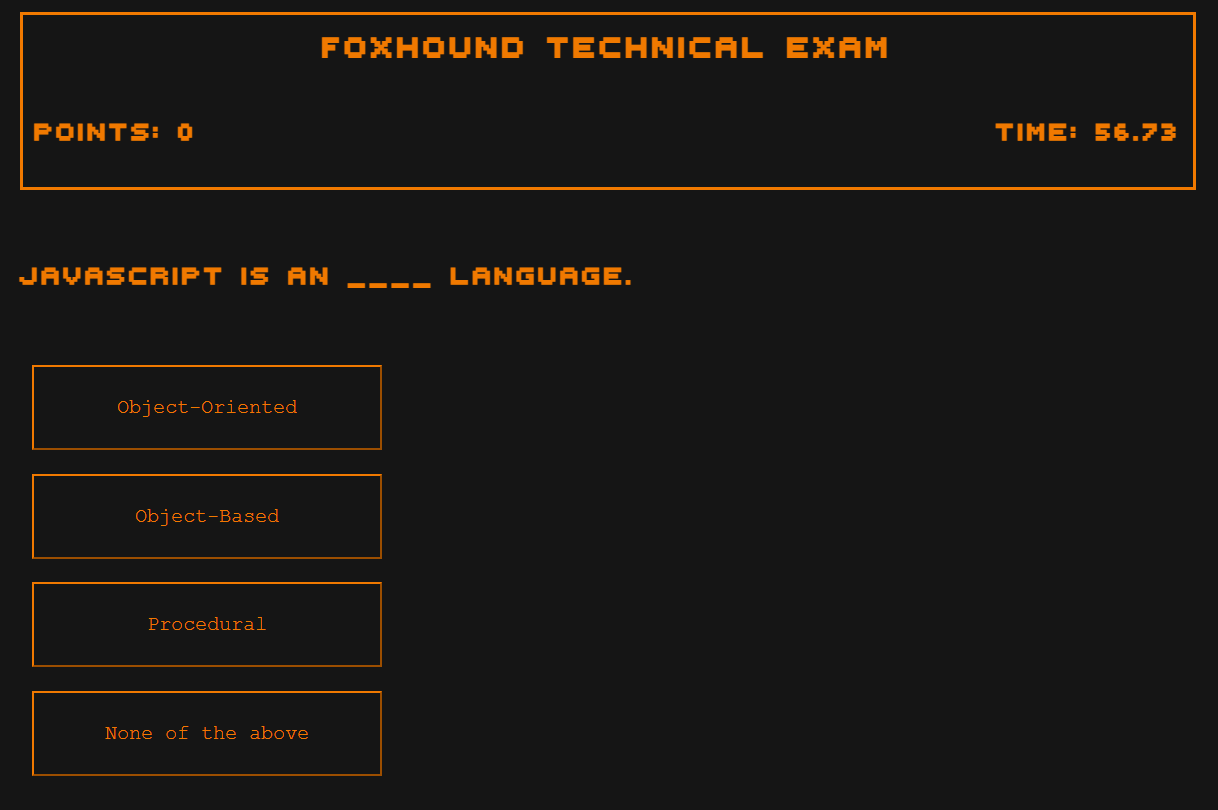 FOXHOUND TECHNICAL EXAM
POINTS: 0
TIME: 56.73
JAVASCRIPT IS AN ____ LANGUAGE.
Object-Oriented
Object-Based
Procedural
None of the above